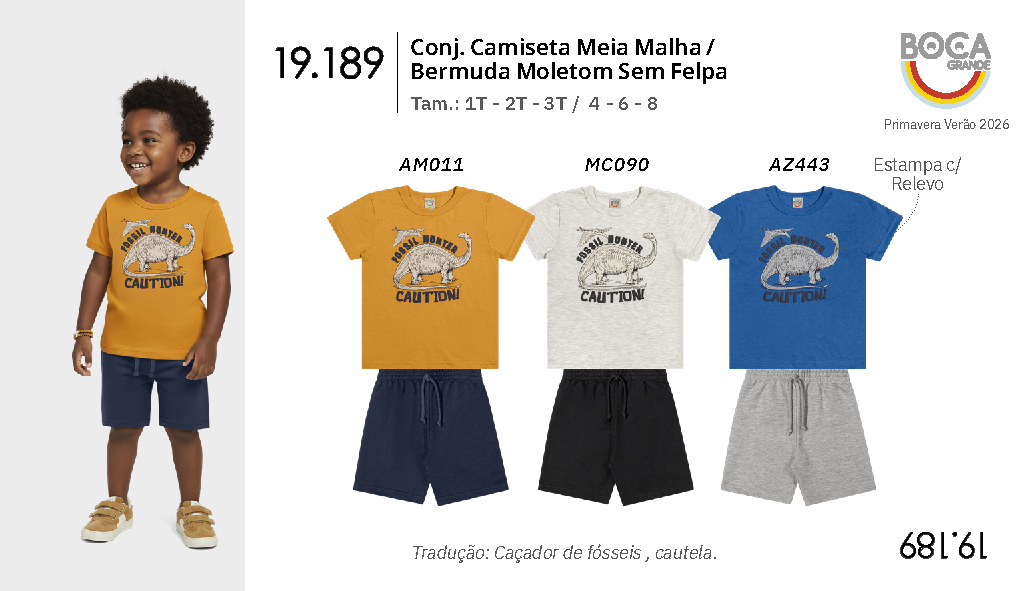 19.189
Conj. Camiseta Meia Malha /
Bermuda Moletom Sem Felpa
Tam.: 1T - 2T - 3T / 4 - 6 - 8
BOCA
GRANDE
Primavera Verão 2026
AM011
MC090
AZ443
Estampa c/
Relevo
FOSSIL HUNTER
CAUTION!
FOSSIL HUNTER
CAUTION!
FOSSIL HUNTER
CAUTION!
FOSSIL HUNTER
CAUTION!
Tradução: Caçador de fósseis , cautela.
19.189